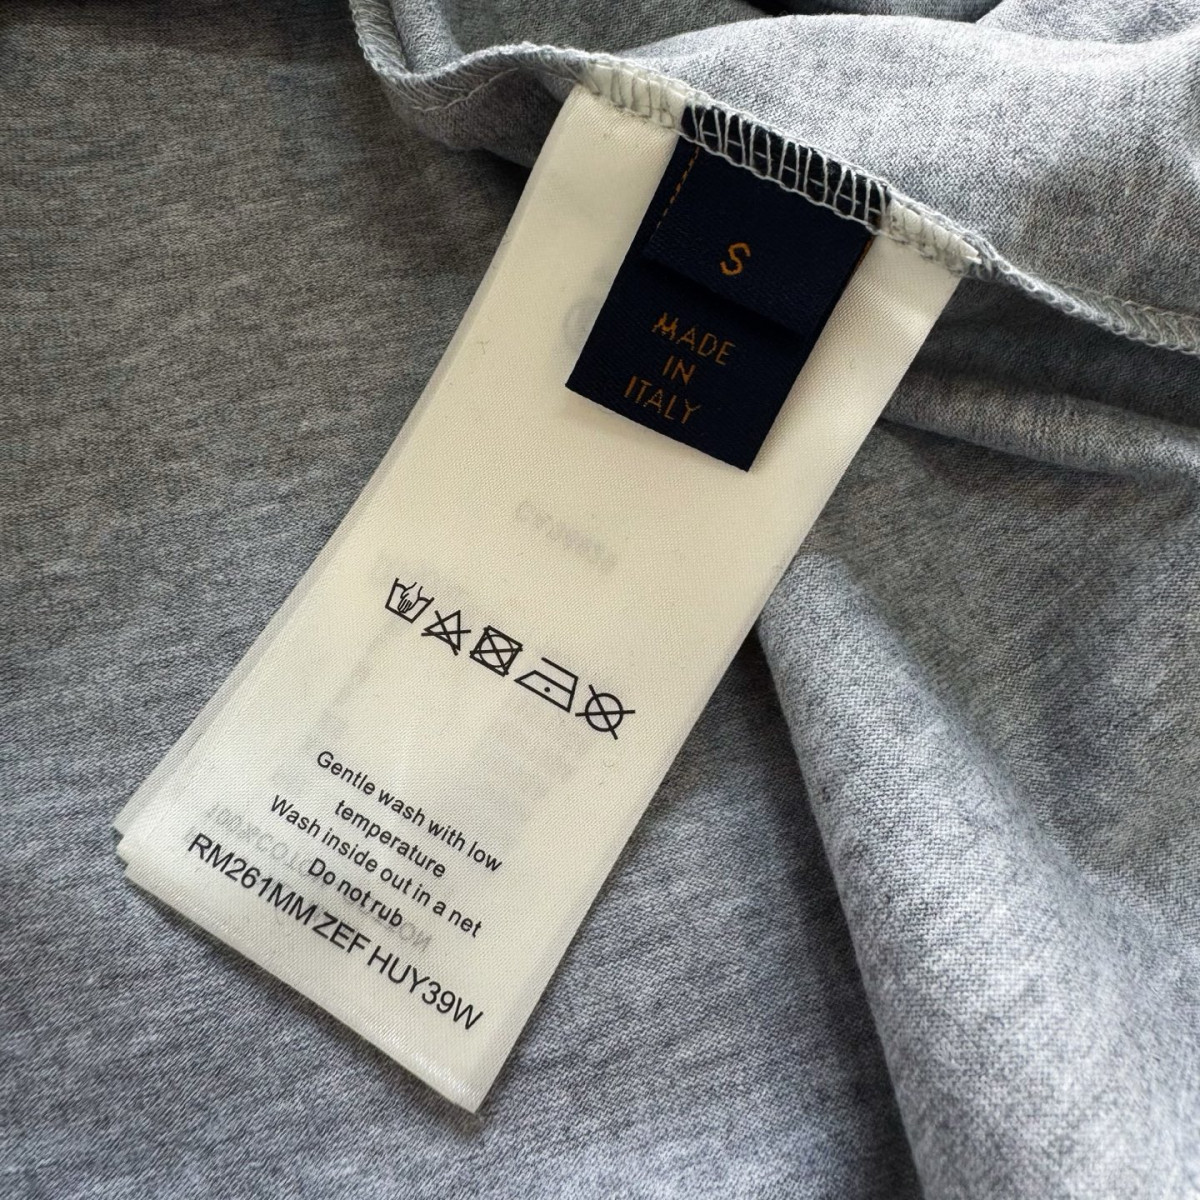 S
MADE
IN
ITALY
Gentle wash with low
temperature
Wash inside out in a net
Do not rub
RM261MM ZEF HUY39W